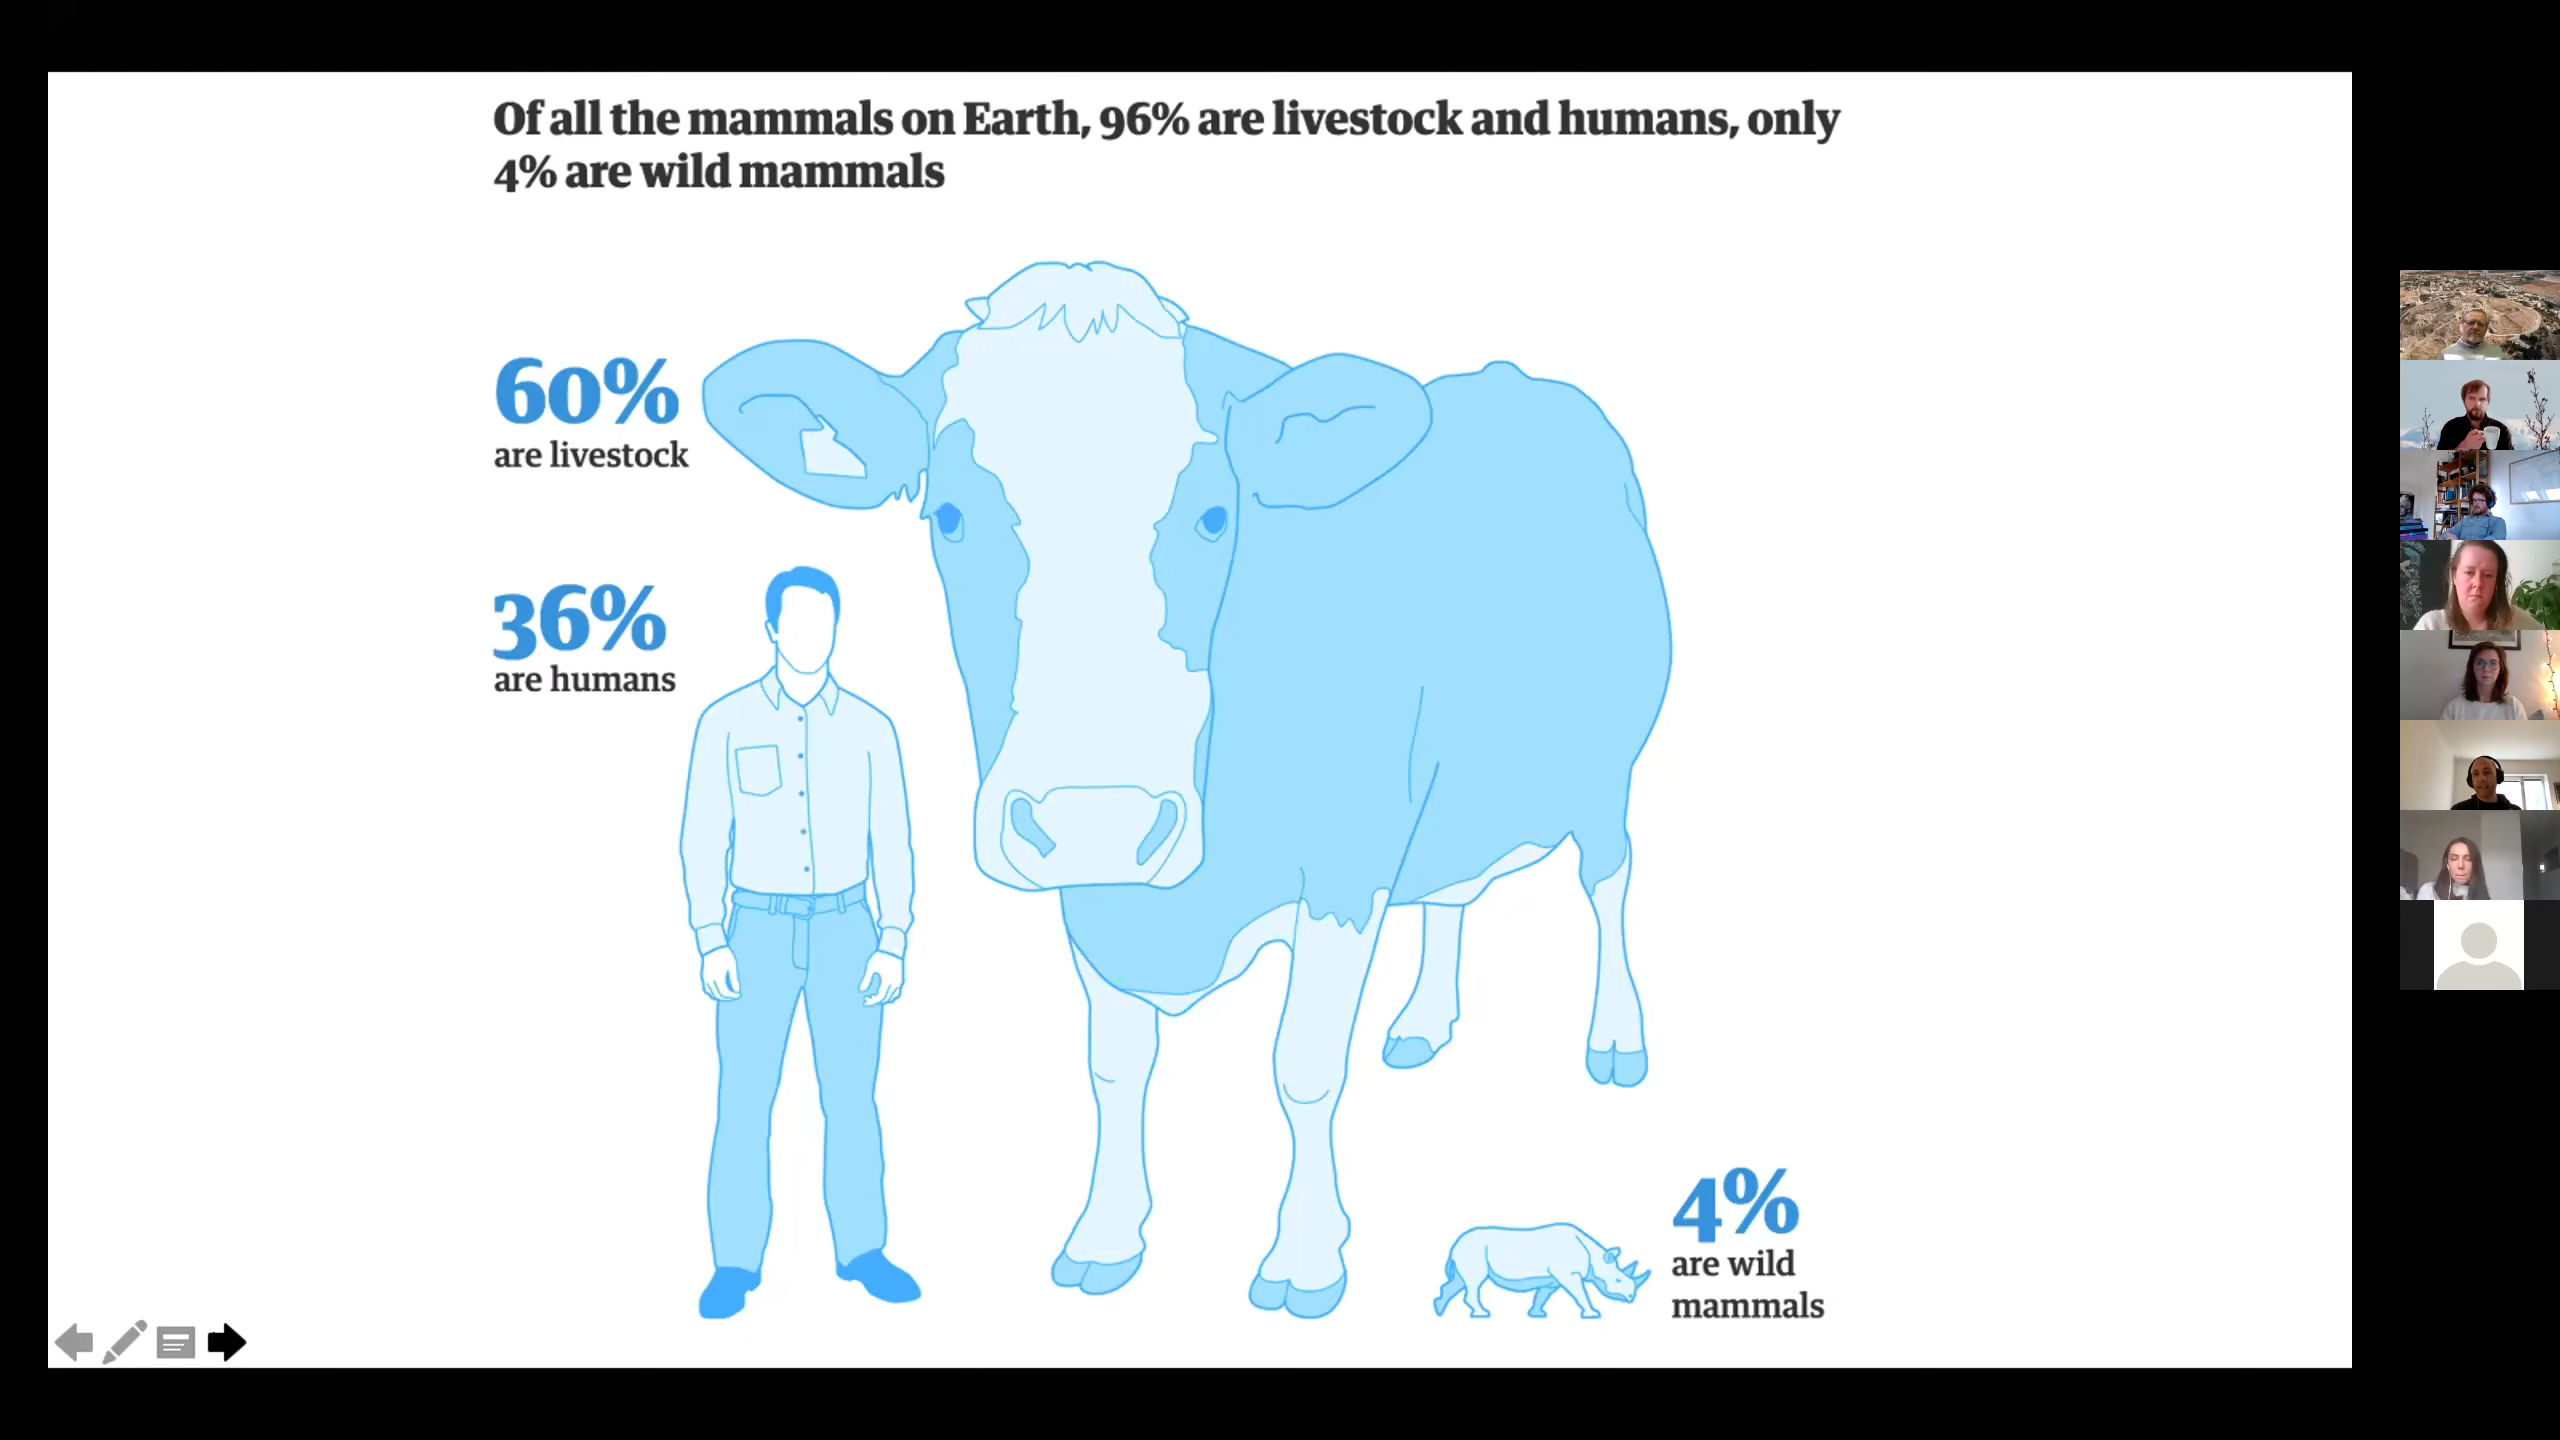 Of all the mammals on Earth, 96% are livestock and humans, only
4% are wild mammals
60%
are livestock
36%
are humans
4%
are wild
mammals